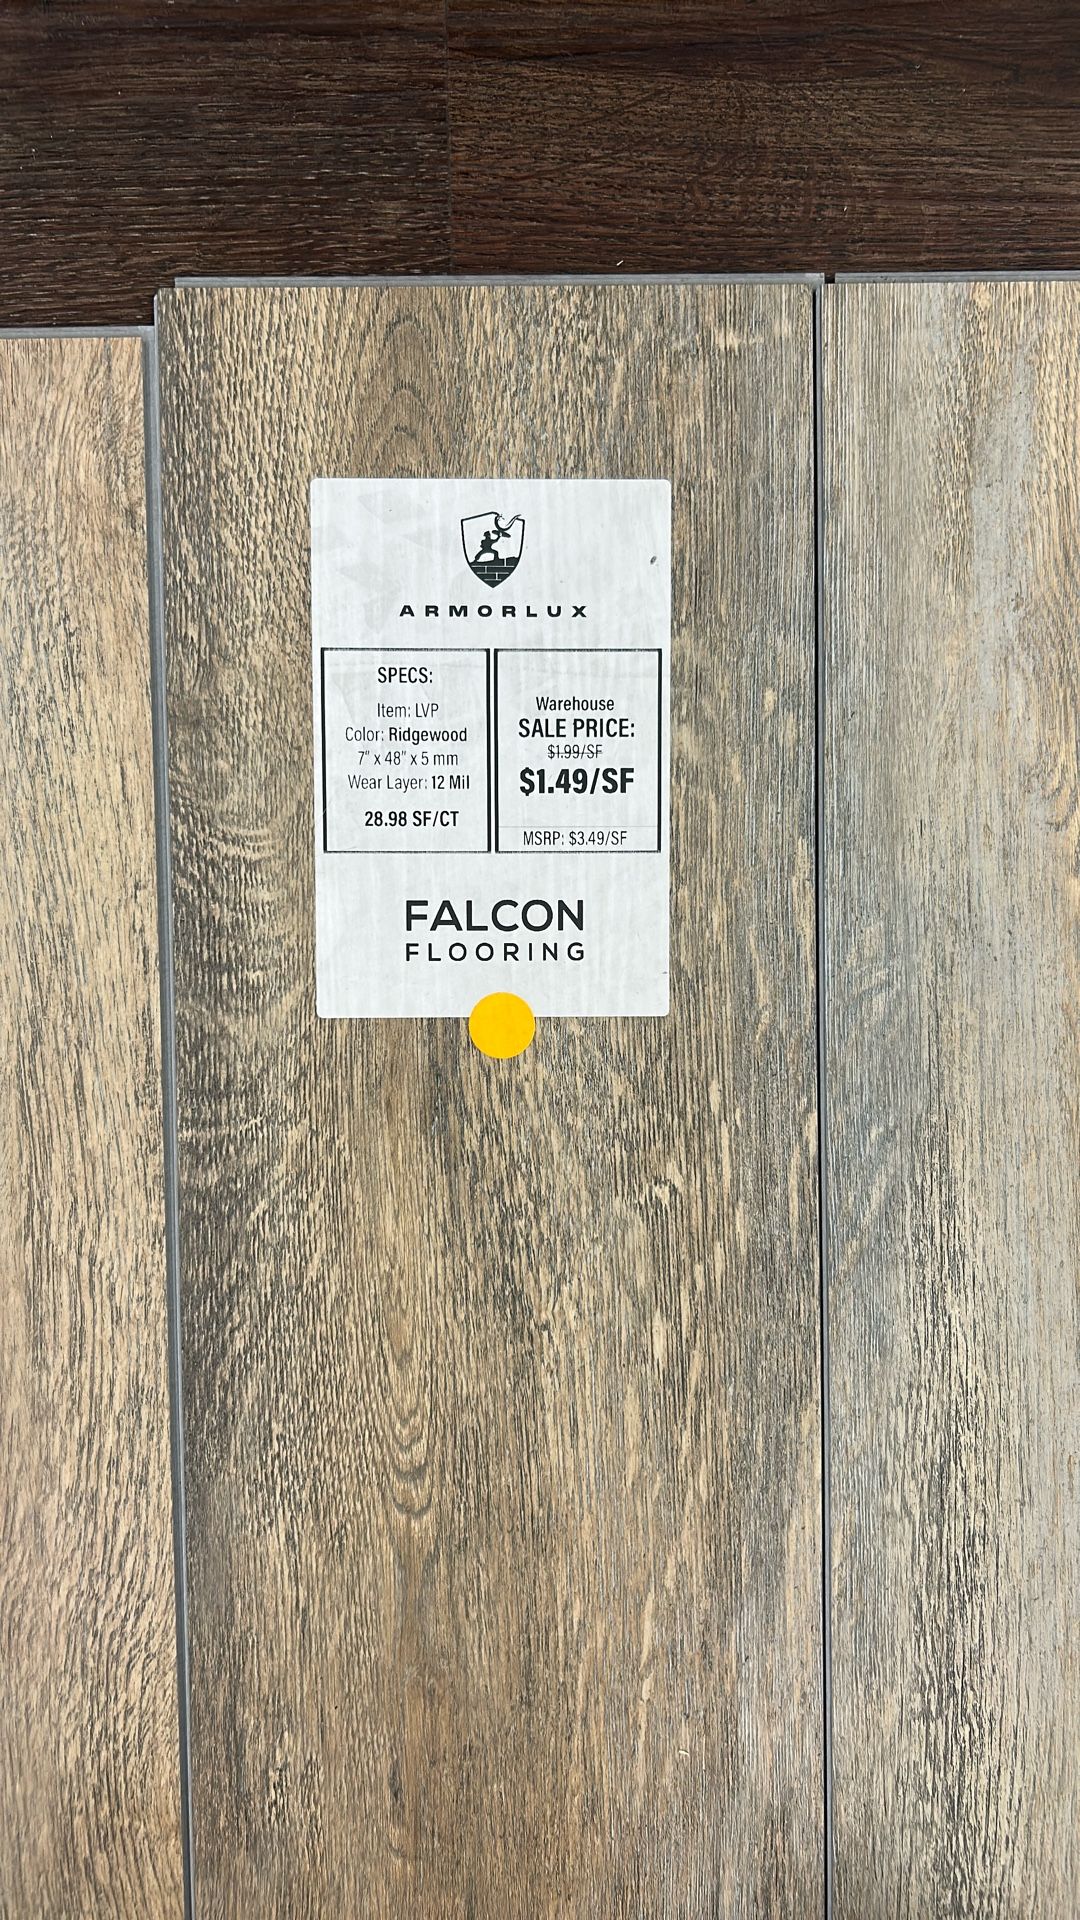 ARMORLUX
SPECS:
Item: LVP
Color: Ridgewood
7" x 48" x 5 mm
Wear Layer: 12 Mil
28.98 SF/CT
Warehouse
SALE PRICE:
$1.99/SF
$1.49/SF
MSRP: $3.49/SF
FALCON
FLOORING